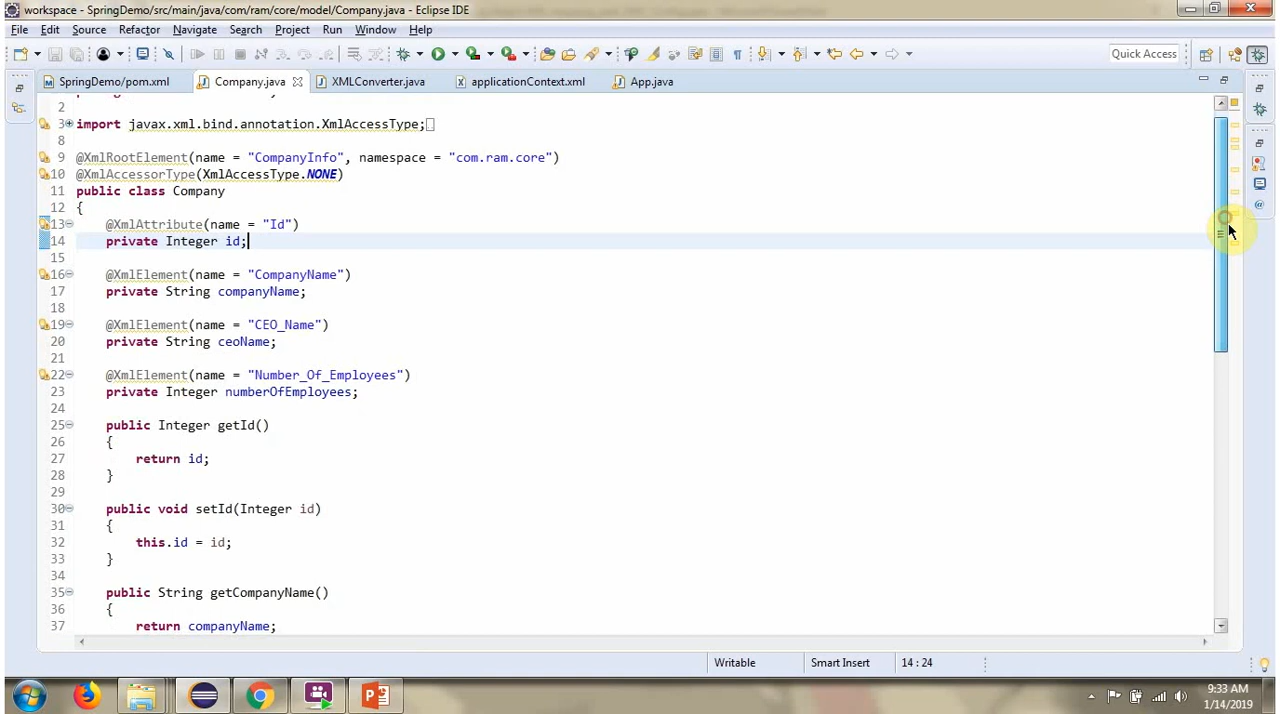 workspace - SpringDemo/src/main/java/com/ram/core/model/Company.java - Eclipse IDE
File Edit Source Refactor Navigate Search Project Run Window Help
Quick Access
SpringDemo/pom.xml Company.java XMLConverter.java applicationContext.xml App.java
2
3 import javax.xml.bind.annotation.XmlAccessType;
8
9 @XmlRootElement(name = "CompanyInfo", namespace = "com.ram.core")
10 @XmlAccessorType(XmlAccessType.NONE)
11 public class Company
12 {
13 @XmlAttribute(name = "Id")
14 private Integer id;
15
16 @XmlElement(name = "CompanyName")
17 private String companyName;
18
19 @XmlElement(name = "CEO_Name")
20 private String ceoName;
21
22 @XmlElement(name = "Number_Of_Employees")
23 private Integer numberOfEmployees;
24
25 public Integer getId()
26 {
27 return id;
28 }
29
30 public void setId(Integer id)
31 {
32 this.id = id;
33 }
34
35 public String getCompanyName()
36 {
37 return companyName;
Writable Smart Insert 14 : 24
9:33 AM
1/14/2019